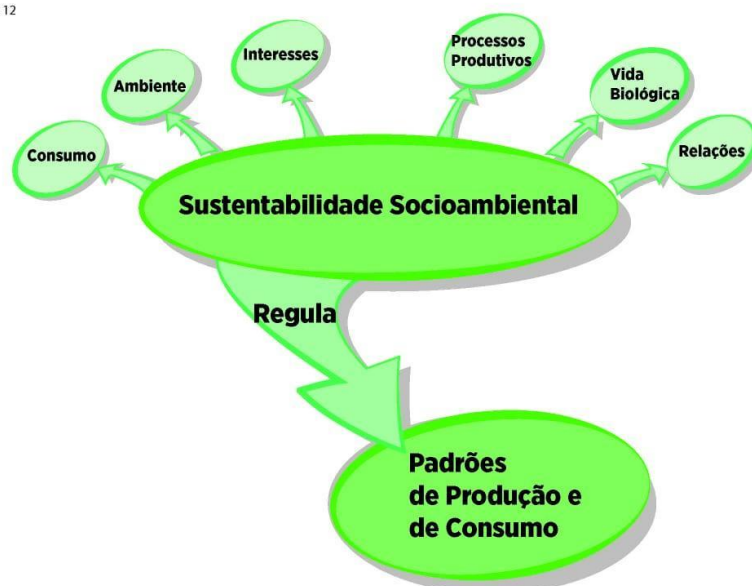 12
Consumo
Ambiente
Interesses
Processos
Produtivos
Vida
Biológica
Relações
Sustentabilidade Socioambiental
Regula
Padrões
de Produção e
de Consumo